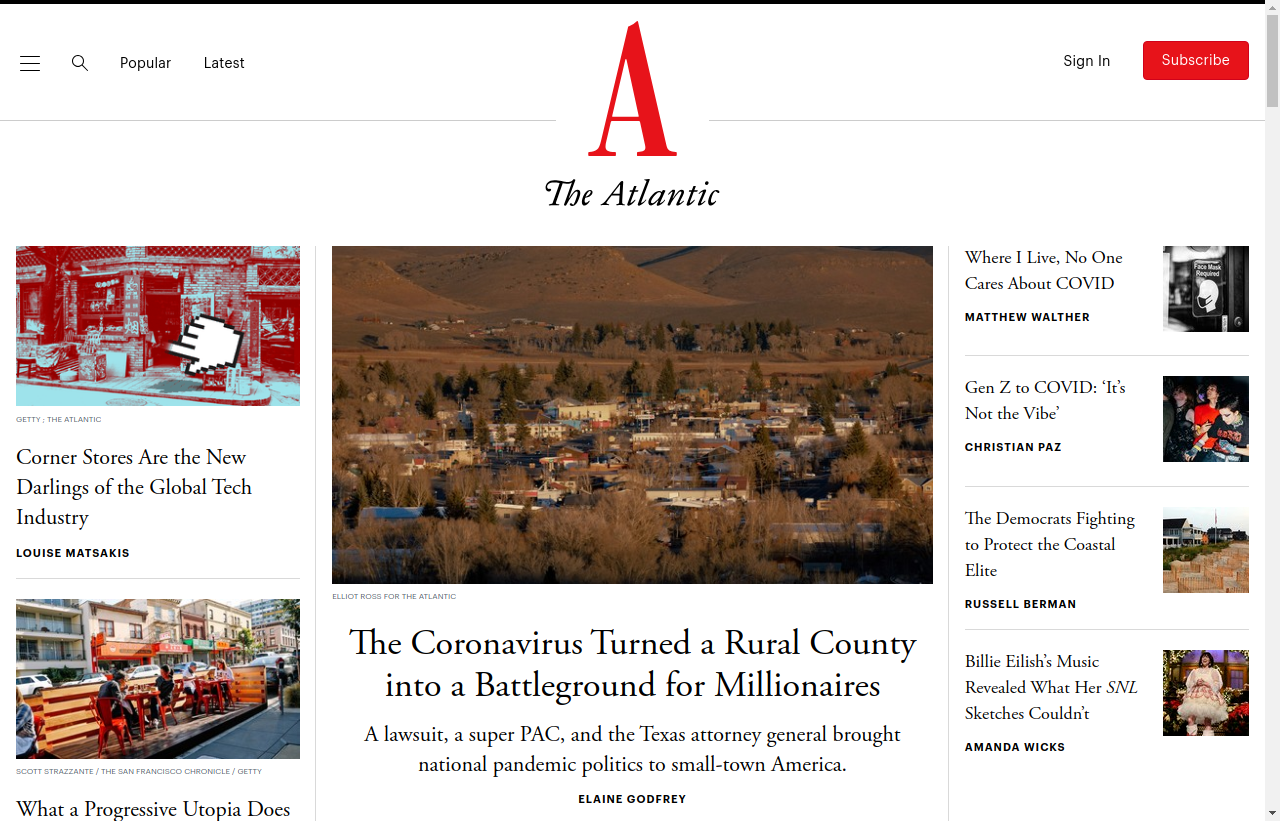 Popular
Latest
Sign In
Subscribe
A
The Atlantic
GETTY ; THE ATLANTIC
Corner Stores Are the New
Darlings of the Global Tech
Industry
LOUISE MATSAKIS
SCOTT STRAZZANTE / THE SAN FRANCISCO CHRONICLE / GETTY
What a Progressive Utopia Does
ELLIOT ROSS FOR THE ATLANTIC
The Coronavirus Turned a Rural County
into a Battleground for Millionaires
A lawsuit, a super PAC, and the Texas attorney general brought
national pandemic politics to small-town America.
ELAINE GODFREY
Where I Live, No One
Cares About COVID
MATTHEW WALTHER
Face Mask
Required
Gen Z to COVID: ‘It’s
Not the Vibe’
CHRISTIAN PAZ
The Democrats Fighting
to Protect the Coastal
Elite
RUSSELL BERMAN
Billie Eilish’s Music
Revealed What Her SNL
Sketches Couldn’t
AMANDA WICKS